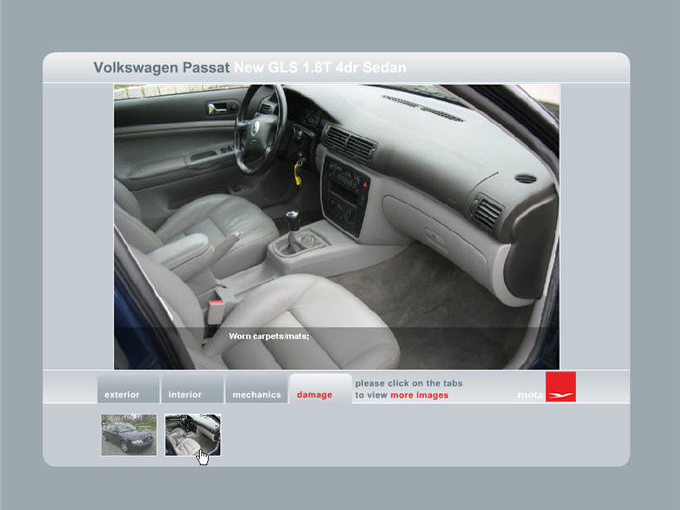 Volkswagen Passat New GLS 1.8T 4dr Sedan
Worn carpets/mats;
exterior
interior
mechanics
damage
please click on the tabs
to view more images
mota